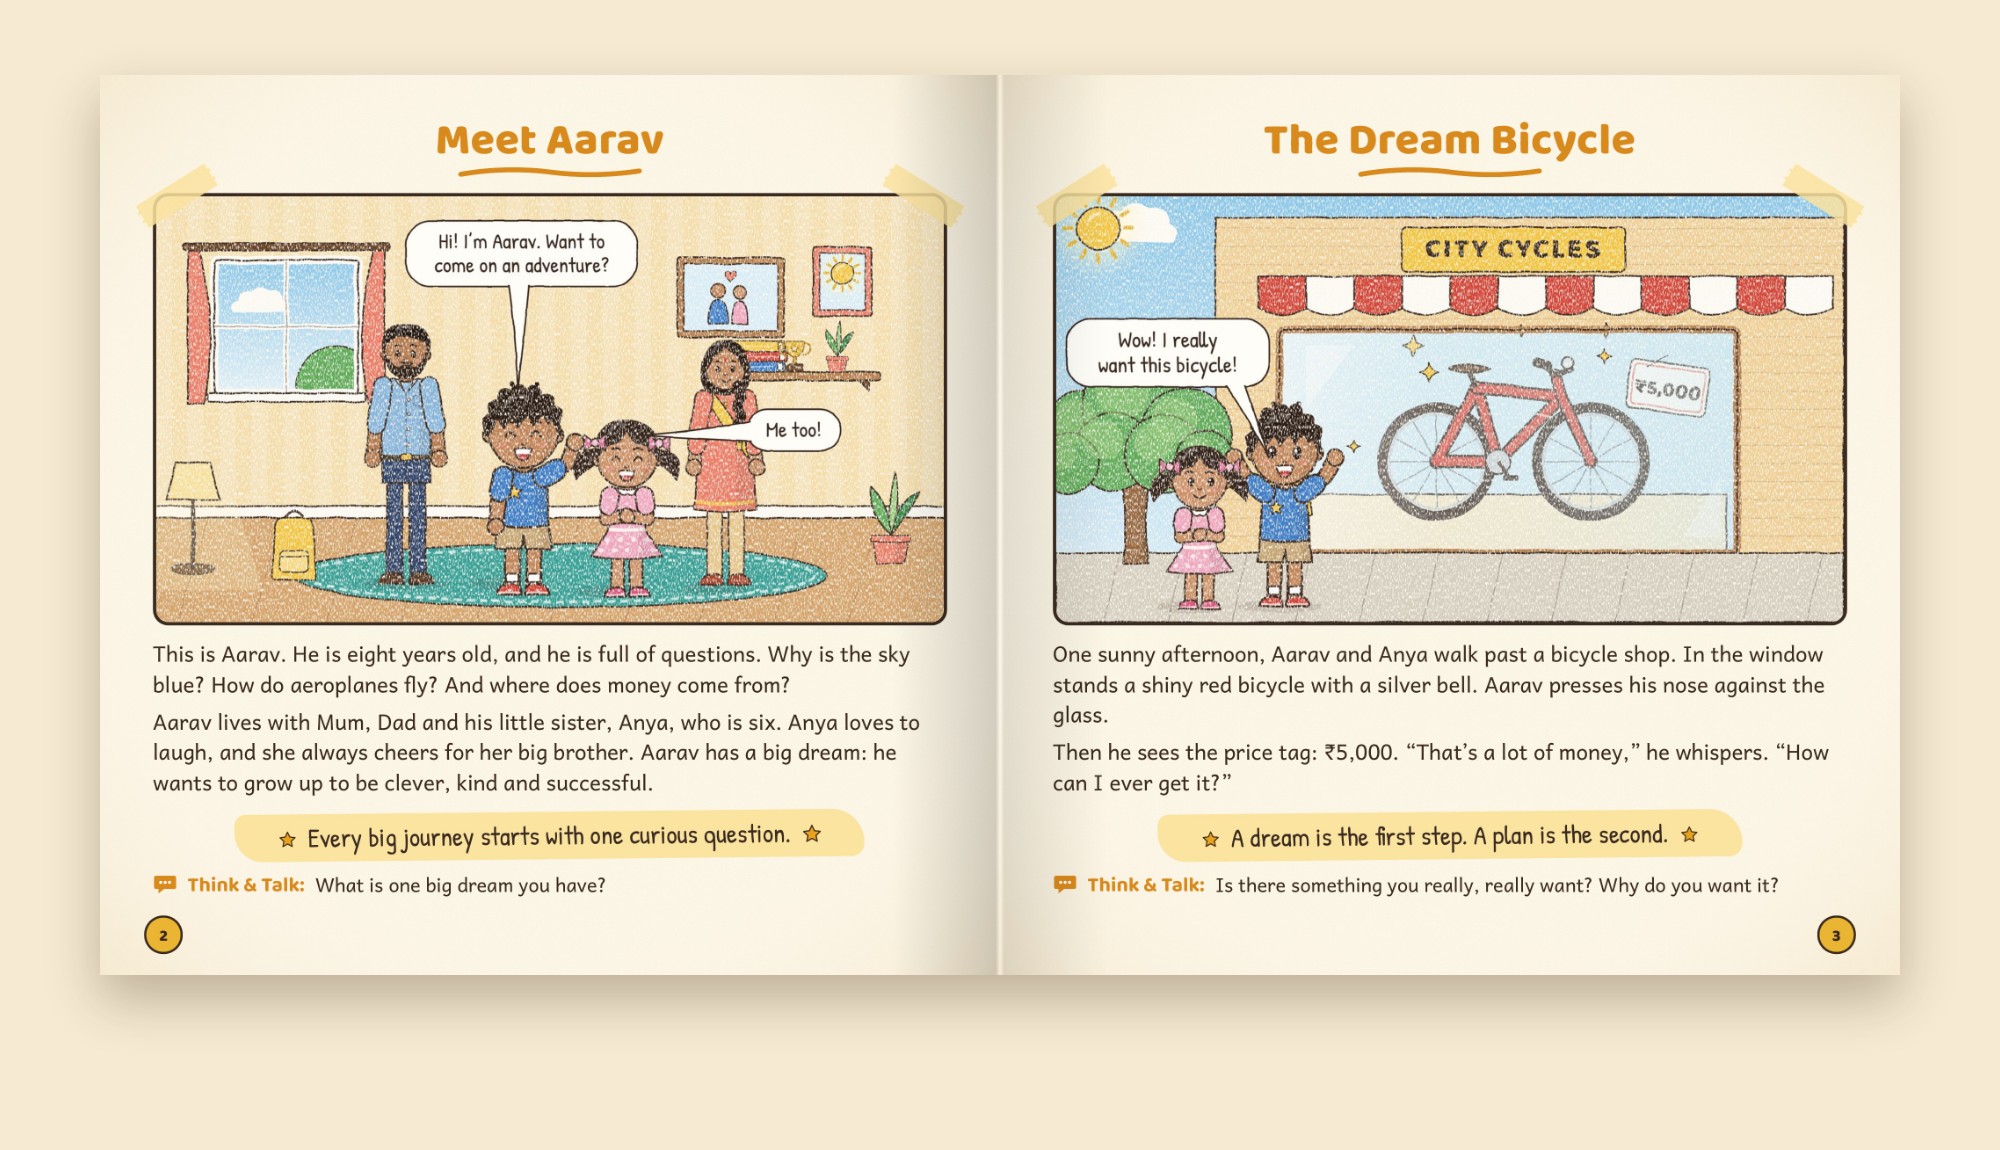 Meet Aarav
Hi! I'm Aarav. Want to
come on an adventure?
Me too!
This is Aarav. He is eight years old, and he is full of questions. Why is the sky
blue? How do aeroplanes fly? And where does money come from?
Aarav lives with Mum, Dad and his little sister, Anya, who is six. Anya loves to
laugh, and she always cheers for her big brother. Aarav has a big dream: he
wants to grow up to be clever, kind and successful.
Every big journey starts with one curious question.
Think & Talk: What is one big dream you have?
2
The Dream Bicycle
CITY CYCLES
Wow! I really
want this bicycle!
₹5,000
One sunny afternoon, Aarav and Anya walk past a bicycle shop. In the window
stands a shiny red bicycle with a silver bell. Aarav presses his nose against the
glass.
Then he sees the price tag: ₹5,000. “That’s a lot of money,” he whispers. “How
can I ever get it?”
A dream is the first step. A plan is the second.
Think & Talk: Is there something you really, really want? Why do you want it?
3